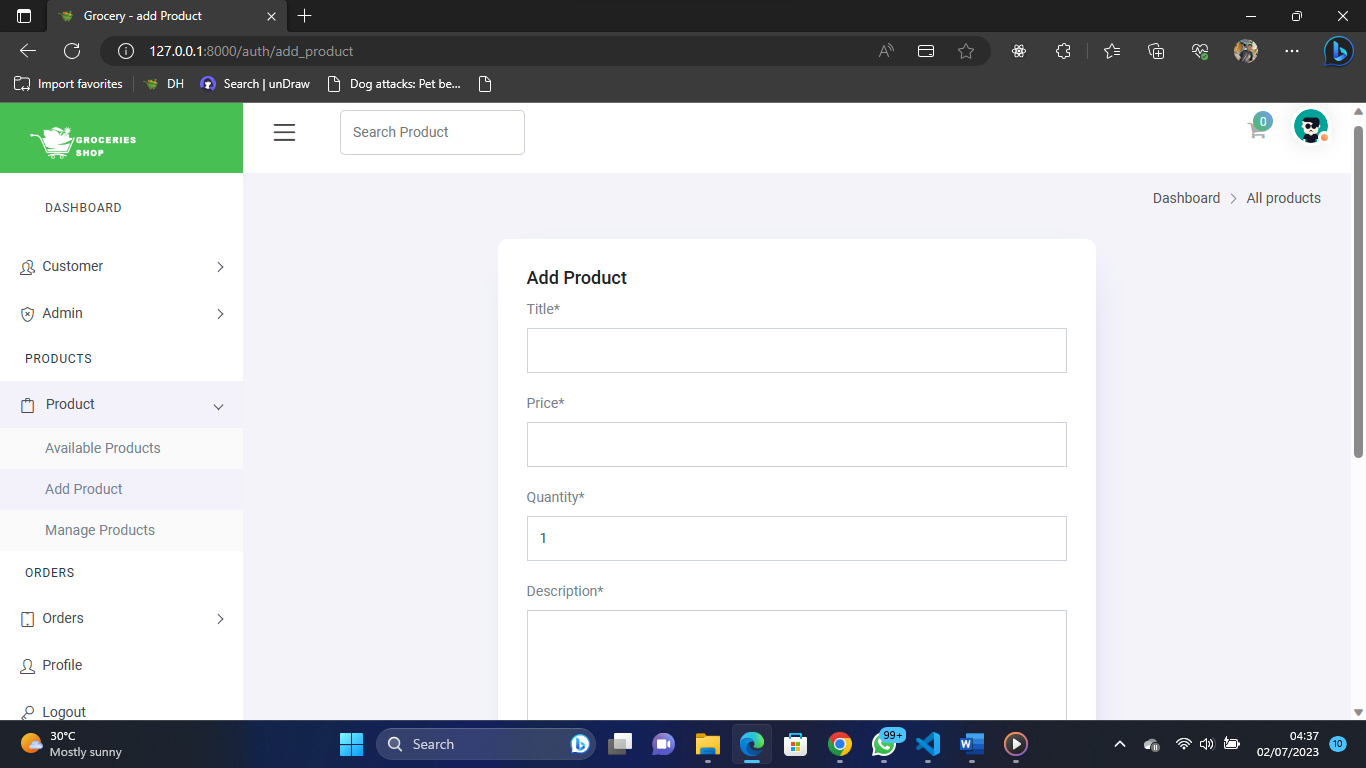 Grocery - add Product
127.0.0.1:8000/auth/add_product
Import favorites
DH
Search | unDraw
Dog attacks: Pet be...
GROCERIES
SHOP
Search Product
0
DASHBOARD
Dashboard > All products
Customer
Admin
PRODUCTS
Product
Available Products
Add Product
Manage Products
ORDERS
Orders
Profile
Logout
Add Product
Title*
Price*
Quantity*
1
Description*
30°C
Mostly sunny
Search
99+
04:37
02/07/2023
10